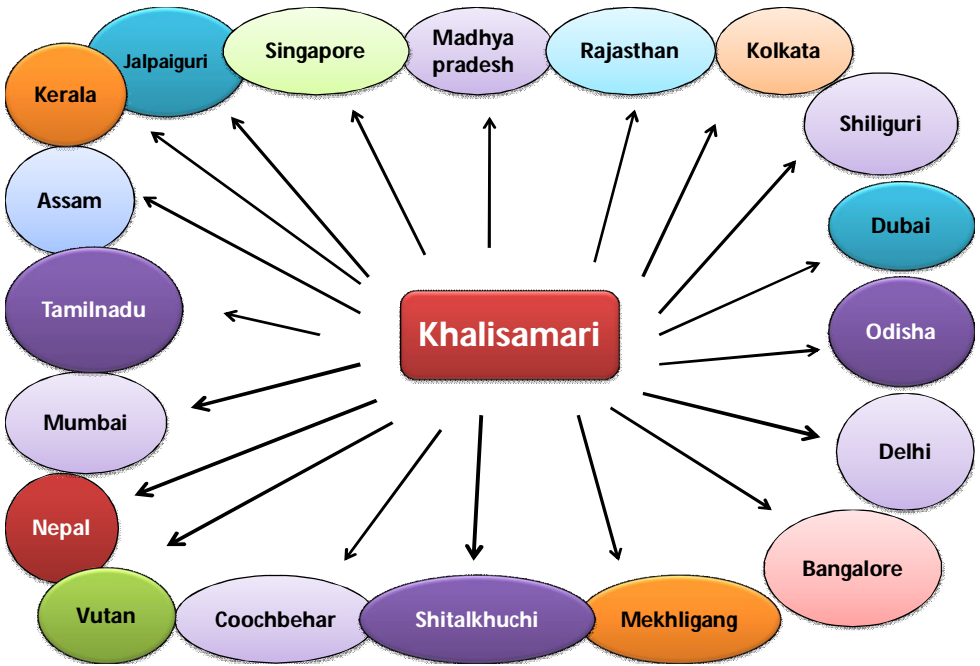 Jalpaiguri
Singapore
Madhya
pradesh
Rajasthan
Kolkata
Kerala
Shiliguri
Assam
Dubai
Tamilnadu
Khalisamari
Odisha
Mumbai
Delhi
Nepal
Bangalore
Vutan
Coochbehar
Shitalkhuchi
Mekhligang